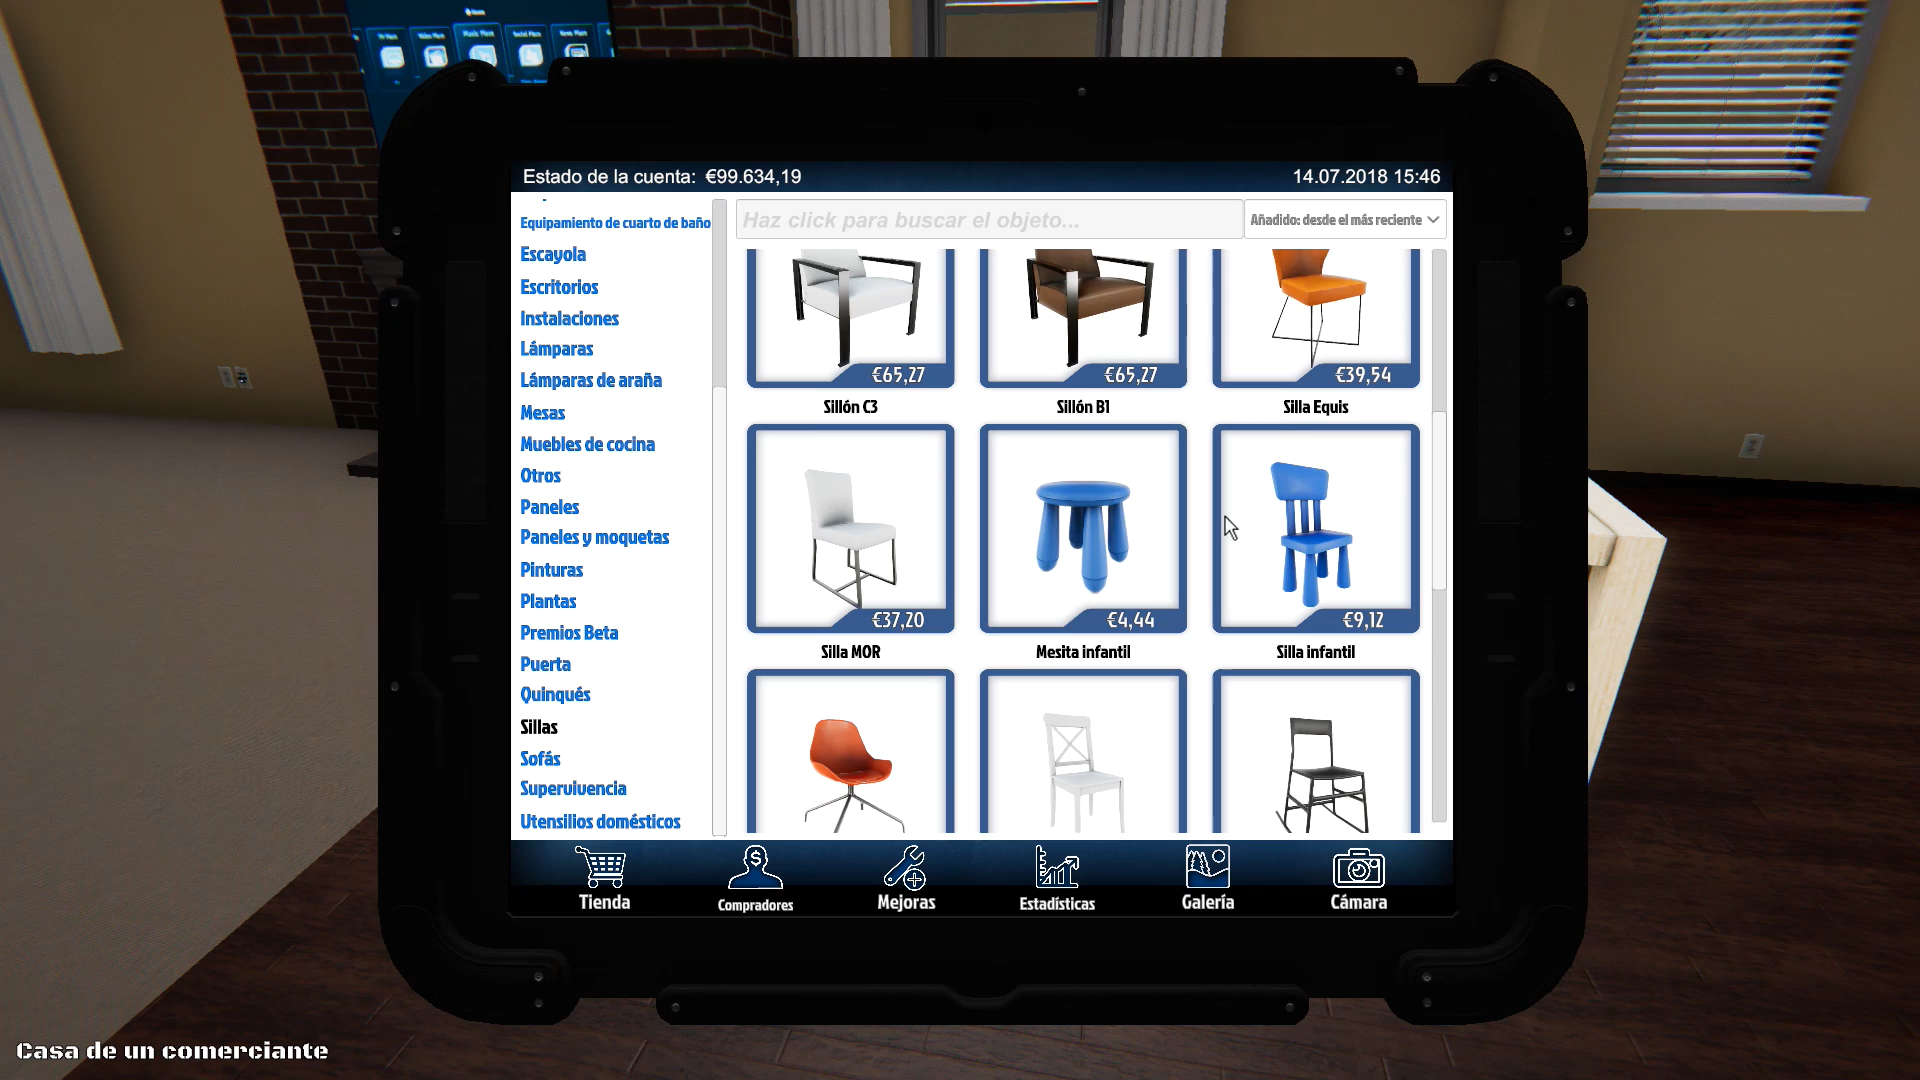 Estado de la cuenta: €99.634,19
14.07.2018 15:46
Equipamiento de cuarto de baño
Escayola
Escritorios
Instalaciones
Lámparas
Lámparas de araña
Mesas
Muebles de cocina
Otros
Paneles
Paneles y moquetas
Pinturas
Plantas
Premios Beta
Puerta
Quinqués
Sillas
Sofás
Supervivencia
Utensilios domésticos
Haz click para buscar el objeto...
Añadido: desde el más reciente
€65,27
€65,27
€39,54
Sillón C3
Sillón B1
Silla Equis
€37,20
€4,44
€9,12
Silla MOR
Mesita infantil
Silla infantil
Tienda
Compradores
Mejoras
Estadísticas
Galería
Cámara
Casa de un comerciante